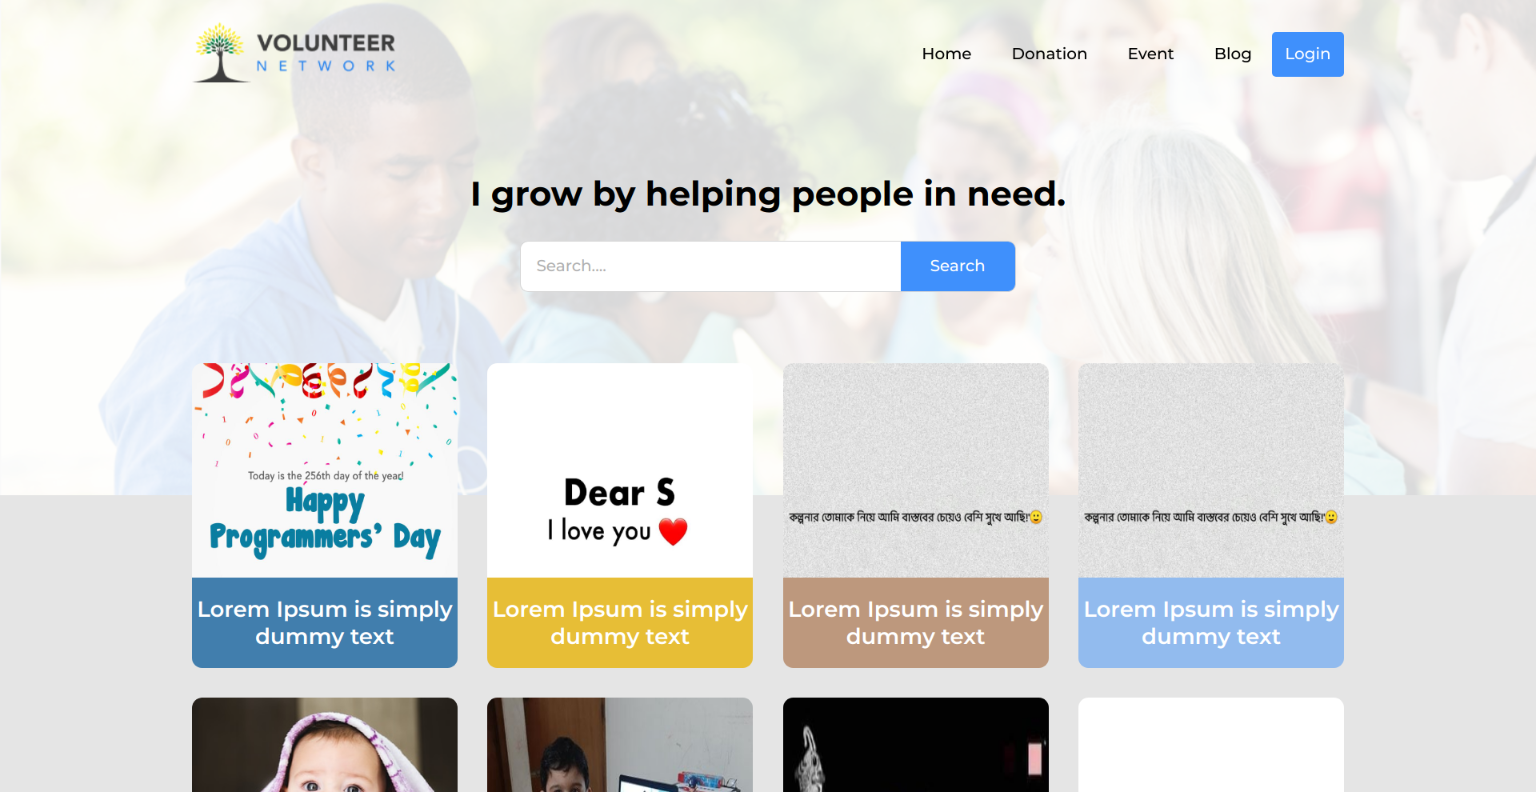 VOLUNTEER
NETWORK
Home
Donation
Event
Blog
Login
I grow by helping people in need.
Search....
Search
Today is the 256th day of the year!
Happy
Programmers' Day
Lorem Ipsum is simply
dummy text
Dear S
I love you ❤️
Lorem Ipsum is simply
dummy text
কল্পনার তোমাকে নিয়ে আমি বাস্তবের চেয়েও বেশি সুখে আছি!🙂
Lorem Ipsum is simply
dummy text
কল্পনার তোমাকে নিয়ে আমি বাস্তবের চেয়েও বেশি সুখে আছি!🙂
Lorem Ipsum is simply
dummy text